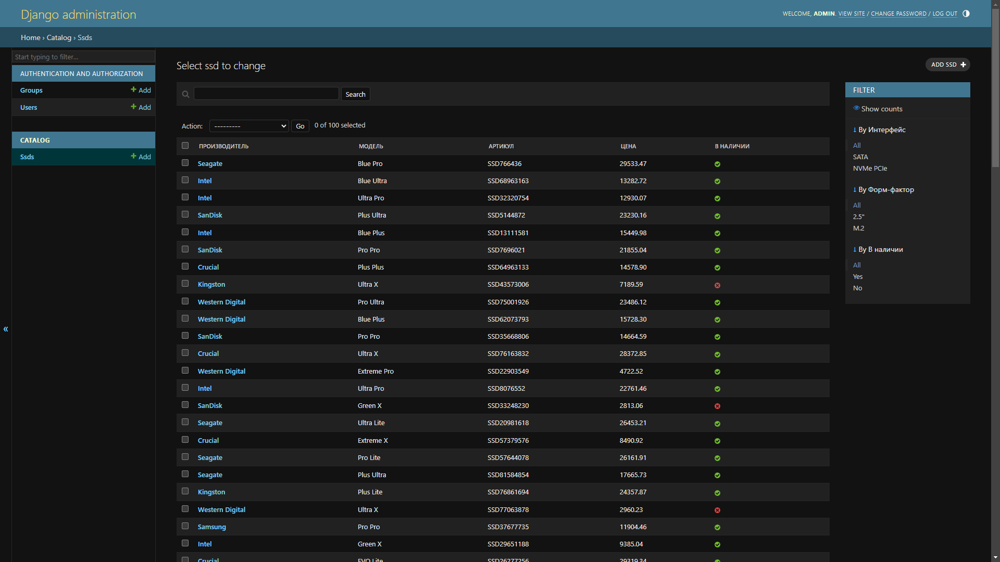 Django administration
WELCOME, ADMIN. VIEW SITE / CHANGE PASSWORD / LOG OUT
Home › Catalog › Ssds
Start typing to filter...
AUTHENTICATION AND AUTHORIZATION
Groups + Add
Users + Add
CATALOG
Ssds + Add
«
Select ssd to change
ADD SSD +
Search
Action: --------- Go 0 of 100 selected
ПРОИЗВОДИТЕЛЬ МОДЕЛЬ АРТИКУЛ ЦЕНА В НАЛИЧИИ
Seagate Blue Pro SSD766436 29533.47
Intel Blue Ultra SSD68963163 13282.72
Intel Ultra Pro SSD32320754 12930.07
SanDisk Plus Ultra SSD5144872 23230.16
Intel Blue Plus SSD13111581 15449.98
SanDisk Pro Pro SSD7696021 21855.04
Crucial Plus Plus SSD64963133 14578.90
Kingston Ultra X SSD43573006 7189.59
Western Digital Pro Ultra SSD75001926 23486.12
Western Digital Blue Plus SSD62073793 15728.30
SanDisk Pro Pro SSD35668806 14664.59
Crucial Ultra X SSD76163832 28372.85
Western Digital Extreme Pro SSD22903549 4722.52
Intel Ultra Pro SSD8076552 22761.46
SanDisk Green X SSD33248230 2813.06
Seagate Ultra Lite SSD20981618 26453.21
Crucial Extreme X SSD57379576 8490.92
Seagate Pro Lite SSD57644078 26161.91
Seagate Plus Ultra SSD81584854 17665.73
Kingston Plus Lite SSD76861694 24357.87
Western Digital Ultra X SSD77063878 2960.23
Samsung Pro Pro SSD37677735 11904.46
Intel Green X SSD29651188 9385.04
Crucial EVO Lite SSD26277256 29319.34
FILTER
Show counts
↓ By Интерфейс
All
SATA
NVMe PCIe
↓ By Форм-фактор
All
2.5"
M.2
↓ By В наличии
All
Yes
No